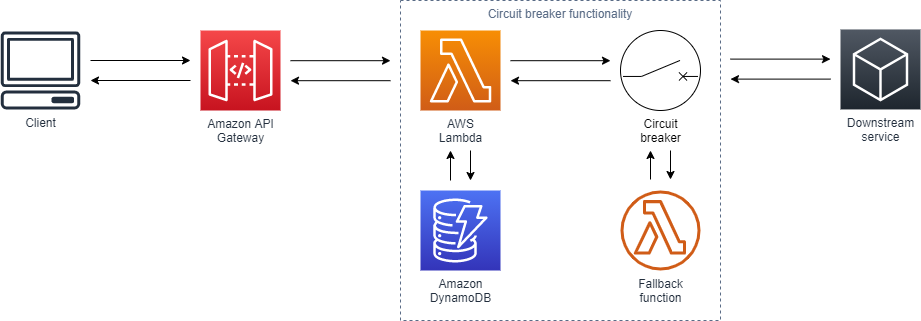 Circuit breaker functionality
Client
Amazon API
Gateway
AWS
Lambda
Circuit
breaker
Downstream
service
Amazon
DynamoDB
Fallback
function